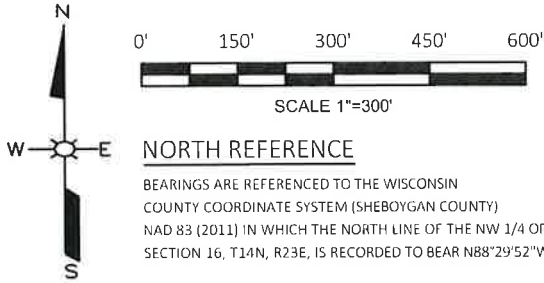 N
W E
S
0' 150' 300' 450' 600'
SCALE 1"=300'
NORTH REFERENCE
BEARINGS ARE REFERENCED TO THE WISCONSIN
COUNTY COORDINATE SYSTEM (SHEBOYGAN COUNTY)
NAD 83 (2011) IN WHICH THE NORTH LINE OF THE NW 1/4 OF
SECTION 16, T14N, R23E, IS RECORDED TO BEAR N88°29'52"W